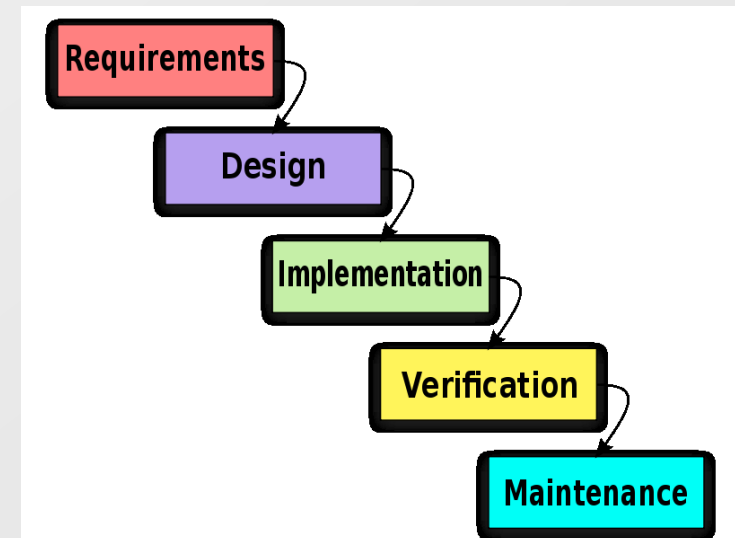 Requirements
Design
Implementation
Verification
Maintenance